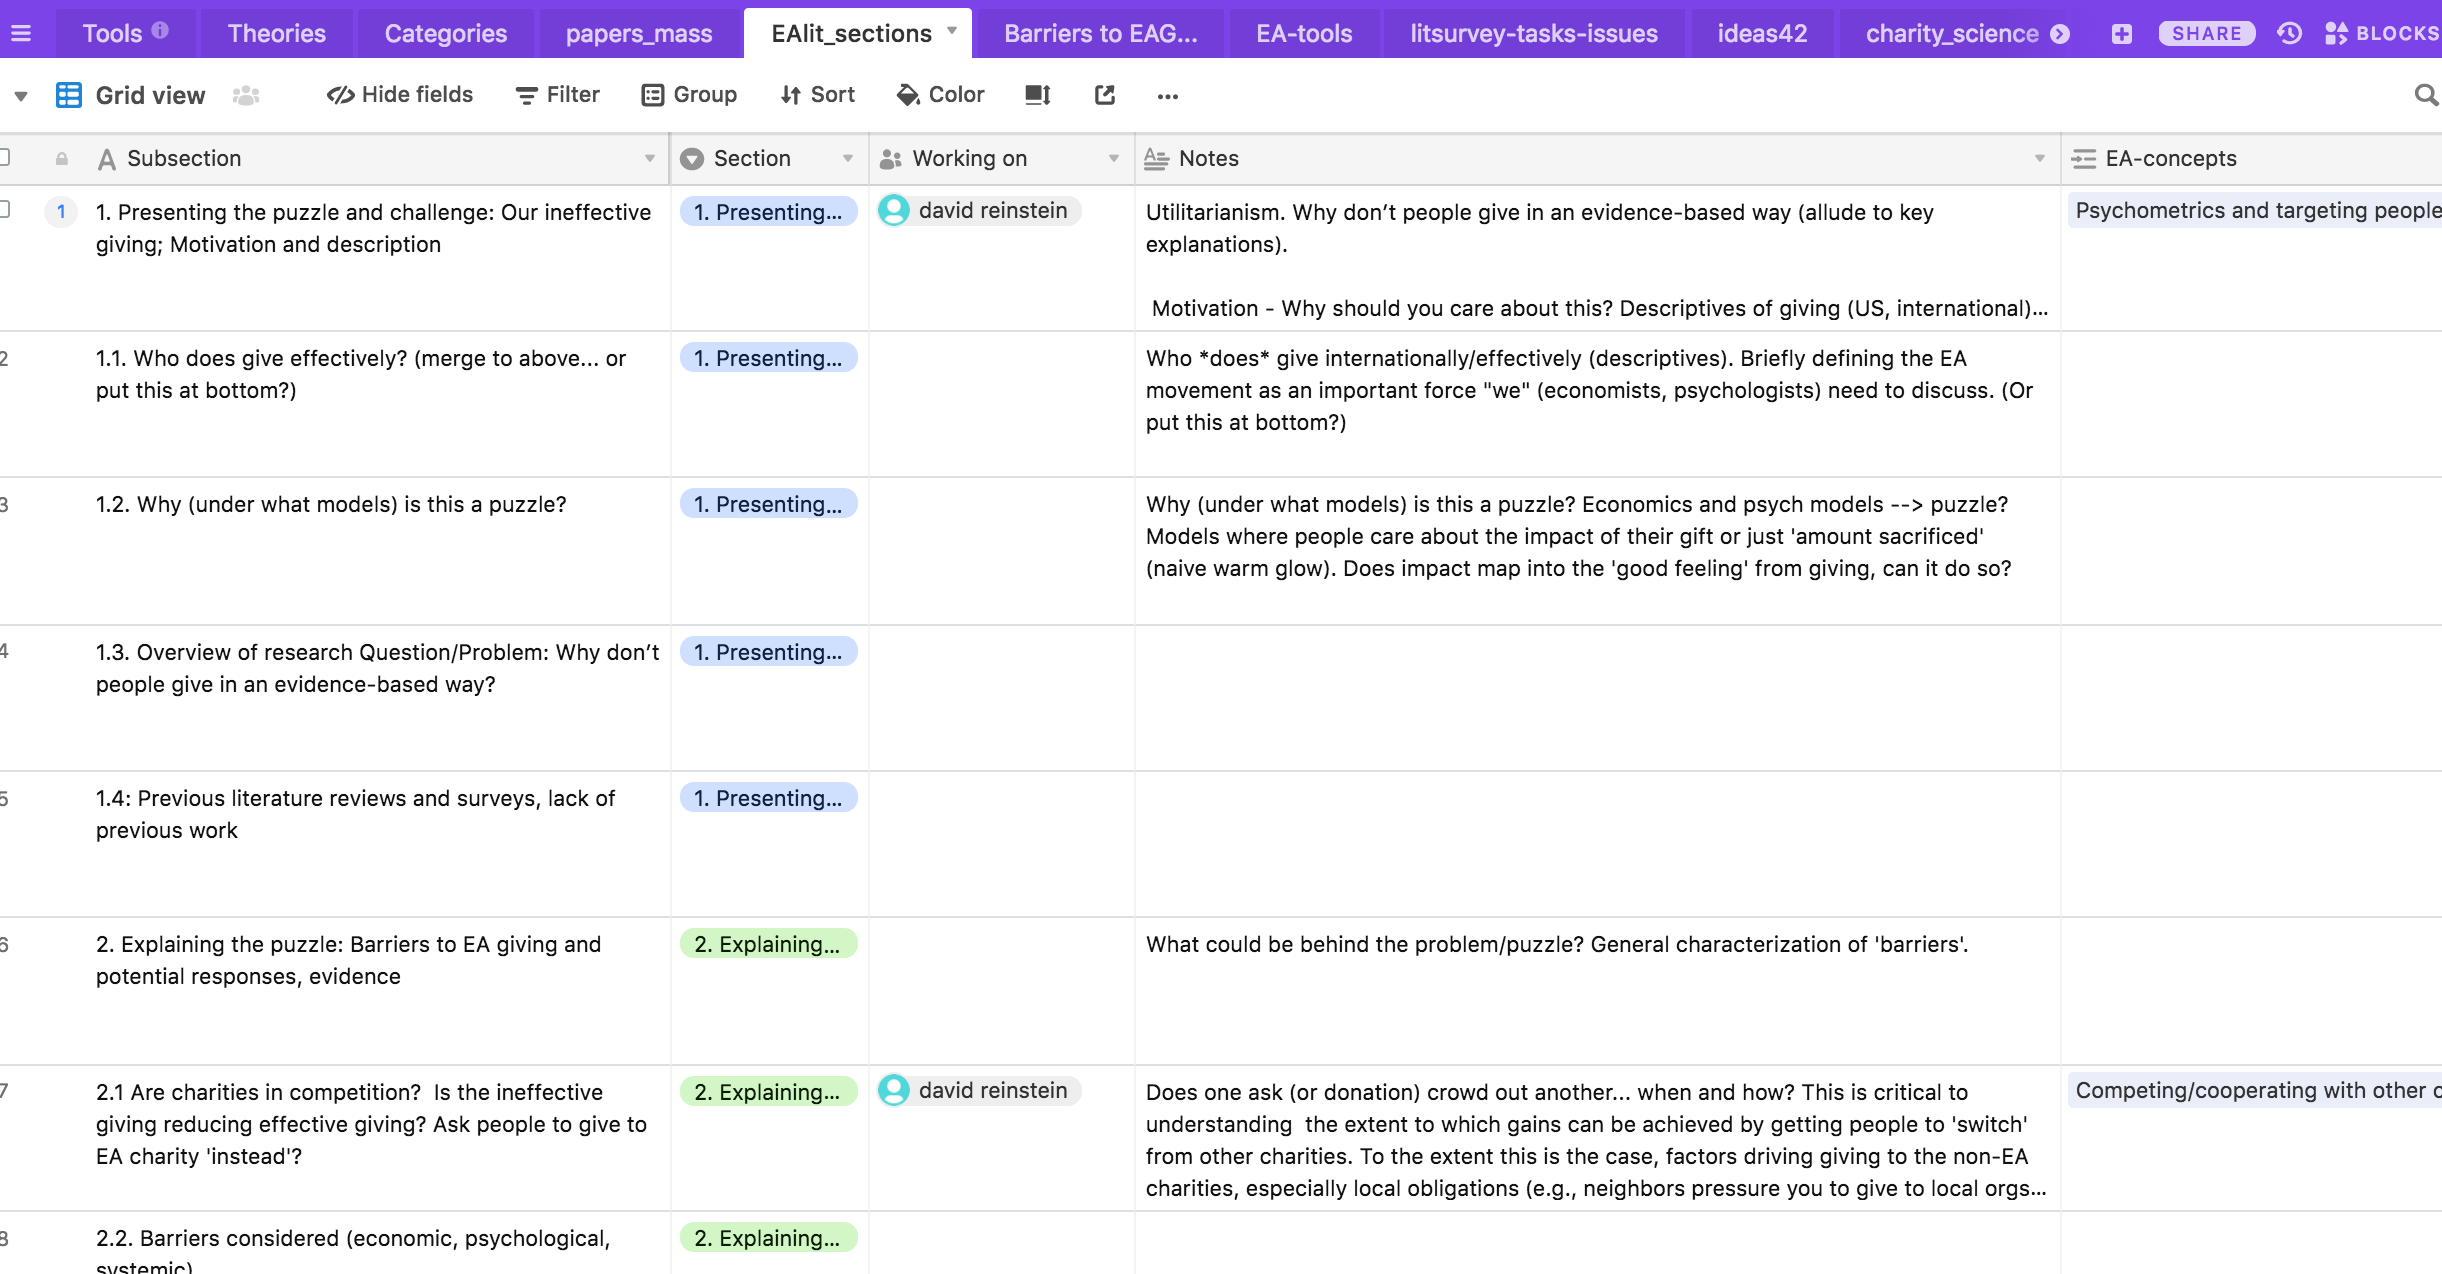 Tools
Theories
Categories
papers_mass
EAlit_sections
Barriers to EAG...
EA-tools
litsurvey-tasks-issues
ideas42
charity_science
SHARE
BLOCKS
Grid view
Hide fields
Filter
Group
Sort
Color
...
Subsection
Section
Working on
Notes
EA-concepts
1
1. Presenting the puzzle and challenge: Our ineffective
giving; Motivation and description
1. Presenting...
david reinstein
Utilitarianism. Why don’t people give in an evidence-based way (allude to key
explanations).
Motivation - Why should you care about this? Descriptives of giving (US, international)...
Psychometrics and targeting people
2
1.1. Who does give effectively? (merge to above... or
put this at bottom?)
1. Presenting...
Who *does* give internationally/effectively (descriptives). Briefly defining the EA
movement as an important force "we" (economists, psychologists) need to discuss. (Or
put this at bottom?)
3
1.2. Why (under what models) is this a puzzle?
1. Presenting...
Why (under what models) is this a puzzle? Economics and psych models --> puzzle?
Models where people care about the impact of their gift or just 'amount sacrificed'
(naive warm glow). Does impact map into the 'good feeling' from giving, can it do so?
4
1.3. Overview of research Question/Problem: Why don’t
people give in an evidence-based way?
1. Presenting...
5
1.4: Previous literature reviews and surveys, lack of
previous work
1. Presenting...
6
2. Explaining the puzzle: Barriers to EA giving and
potential responses, evidence
2. Explaining...
What could be behind the problem/puzzle? General characterization of 'barriers'.
7
2.1 Are charities in competition?  Is the ineffective
giving reducing effective giving? Ask people to give to
EA charity 'instead'?
2. Explaining...
david reinstein
Does one ask (or donation) crowd out another... when and how? This is critical to
understanding  the extent to which gains can be achieved by getting people to 'switch'
from other charities. To the extent this is the case, factors driving giving to the non-EA
charities, especially local obligations (e.g., neighbors pressure you to give to local orgs...
Competing/cooperating with other c
8
2.2. Barriers considered (economic, psychological,
systemic)
2. Explaining...